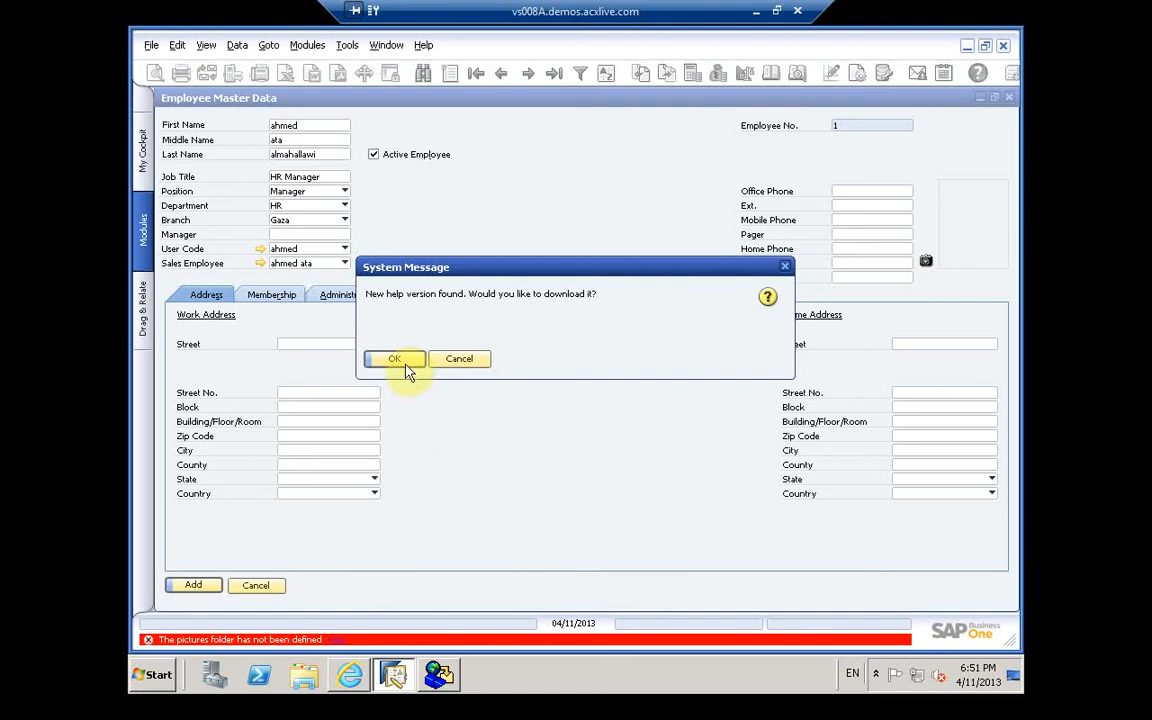 vs008A.demos.acxlive.com
File Edit View Data Goto Modules Tools Window Help
Employee Master Data
My Cockpit
Modules
Drag & Relate
First Name ahmed Employee No. 1
Middle Name ata
Last Name almahallawi Active Employee
Job Title HR Manager
Position Manager Office Phone
Department HR Ext.
Branch Gaza Mobile Phone
Manager Pager
User Code ahmed Home Phone
Sales Employee ahmed ata
System Message
New help version found. Would you like to download it?
OK Cancel
Address Membership Administ
Work Address me Address
Street eet
Street No. Street No.
Block Block
Building/Floor/Room Building/Floor/Room
Zip Code Zip Code
City City
County County
State State
Country Country
Add Cancel
04/11/2013
The pictures folder has not been defined
SAP Business One
Start EN 6:51 PM
4/11/2013